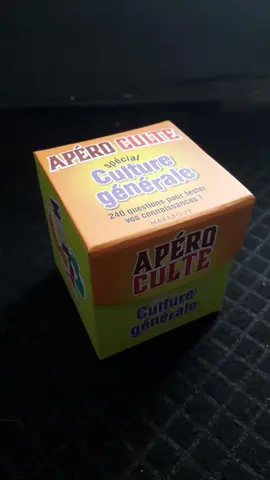 APÉRO CULTE
spécial
Culture
générale
240 questions pour tester
vos connaissances !
MARABOUT
APÉRO
CULTE
Culture
générale